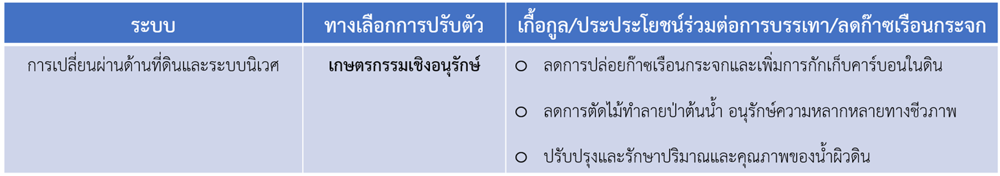 ระบบ
ทางเลือกการปรับตัว
เกื้อกูล/ประประโยชน์ร่วมต่อการบรรเทา/ลดก๊าซเรือนกระจก
การเปลี่ยนผ่านด้านที่ดินและระบบนิเวศ
เกษตรกรรมเชิงอนุรักษ์
o ลดการปล่อยก๊าซเรือนกระจกและเพิ่มการกักเก็บคาร์บอนในดิน
o ลดการตัดไม้ทำลายป่าต้นน้ำ อนุรักษ์ความหลากหลายทางชีวภาพ
o ปรับปรุงและรักษาปริมาณและคุณภาพของน้ำผิวดิน